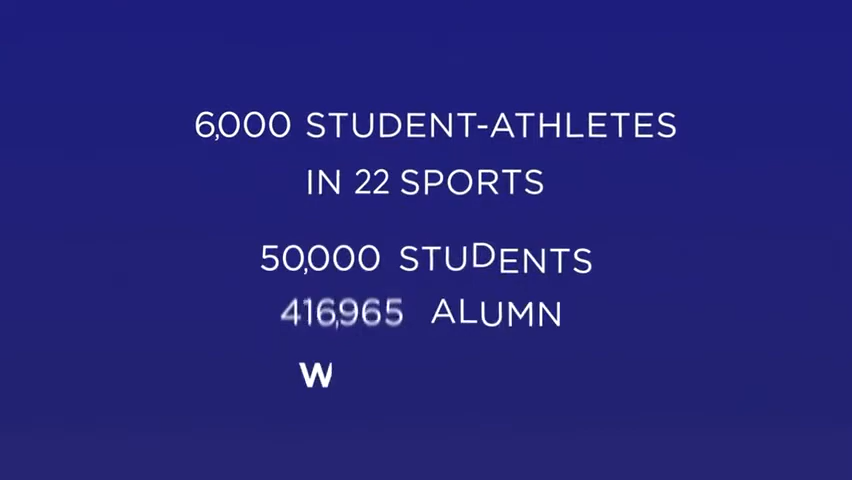 6,000 STUDENT-ATHLETES
IN 22 SPORTS
50,000 STUDENTS
416,965 ALUMN
W